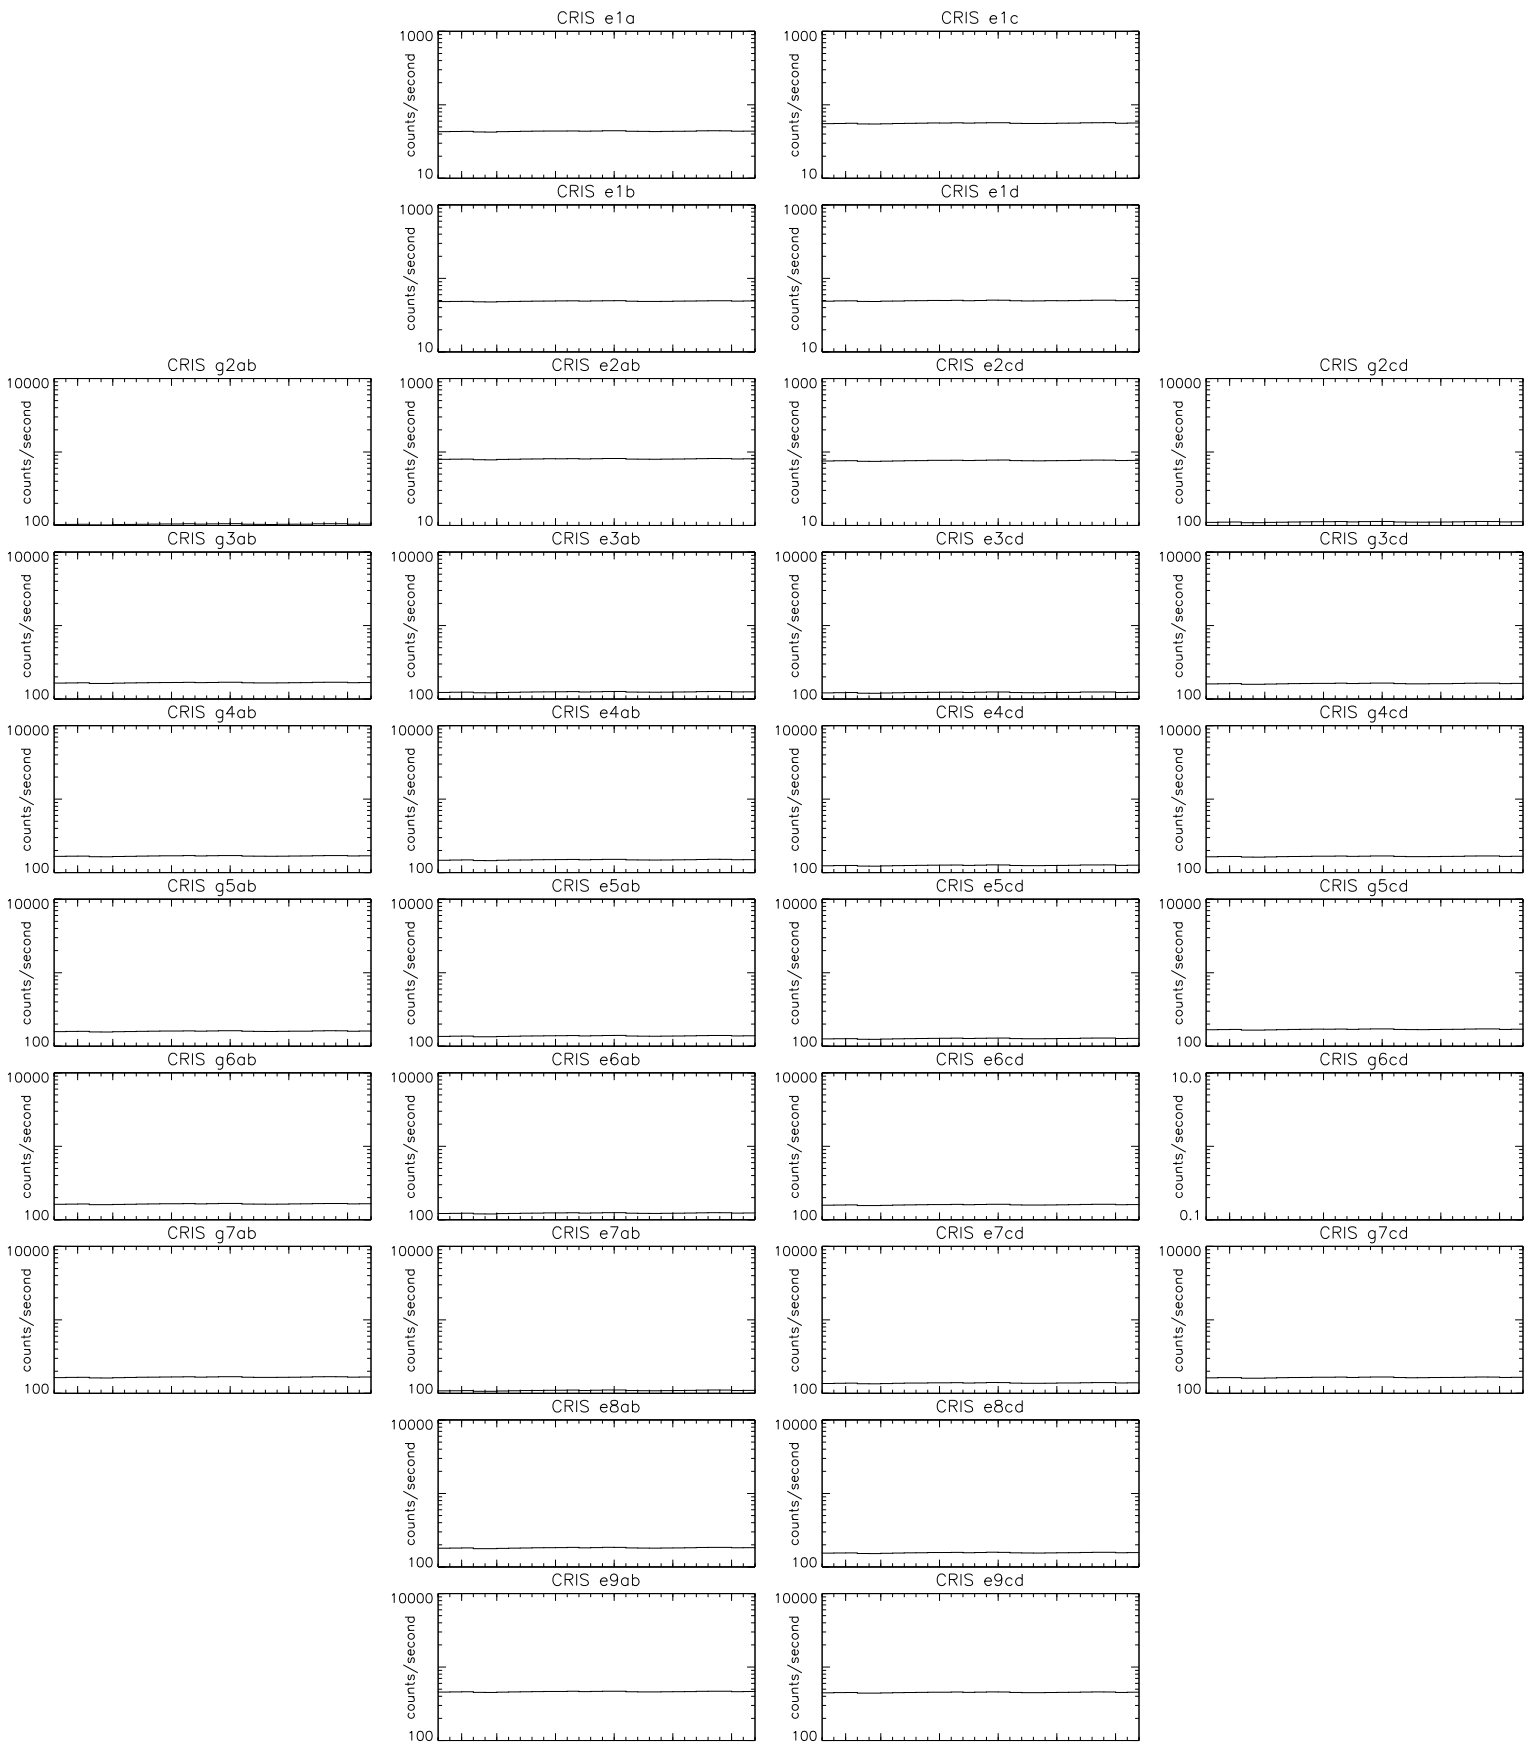 CRIS e1a
1000
counts/second
10
CRIS e1c
1000
counts/second
10
CRIS e1b
1000
counts/second
10
CRIS e1d
1000
counts/second
10
CRIS g2ab
10000
counts/second
100
CRIS e2ab
1000
counts/second
10
CRIS e2cd
1000
counts/second
10
CRIS g2cd
10000
counts/second
100
CRIS g3ab
10000
counts/second
100
CRIS e3ab
10000
counts/second
100
CRIS e3cd
10000
counts/second
100
CRIS g3cd
10000
counts/second
100
CRIS g4ab
10000
counts/second
100
CRIS e4ab
10000
counts/second
100
CRIS e4cd
10000
counts/second
100
CRIS g4cd
10000
counts/second
100
CRIS g5ab
10000
counts/second
100
CRIS e5ab
10000
counts/second
100
CRIS e5cd
10000
counts/second
100
CRIS g5cd
10000
counts/second
100
CRIS g6ab
10000
counts/second
100
CRIS e6ab
10000
counts/second
100
CRIS e6cd
10000
counts/second
100
CRIS g6cd
10.0
counts/second
0.1
CRIS g7ab
10000
counts/second
100
CRIS e7ab
10000
counts/second
100
CRIS e7cd
10000
counts/second
100
CRIS g7cd
10000
counts/second
100
CRIS e8ab
10000
counts/second
100
CRIS e8cd
10000
counts/second
100
CRIS e9ab
10000
counts/second
100
CRIS e9cd
10000
counts/second
100